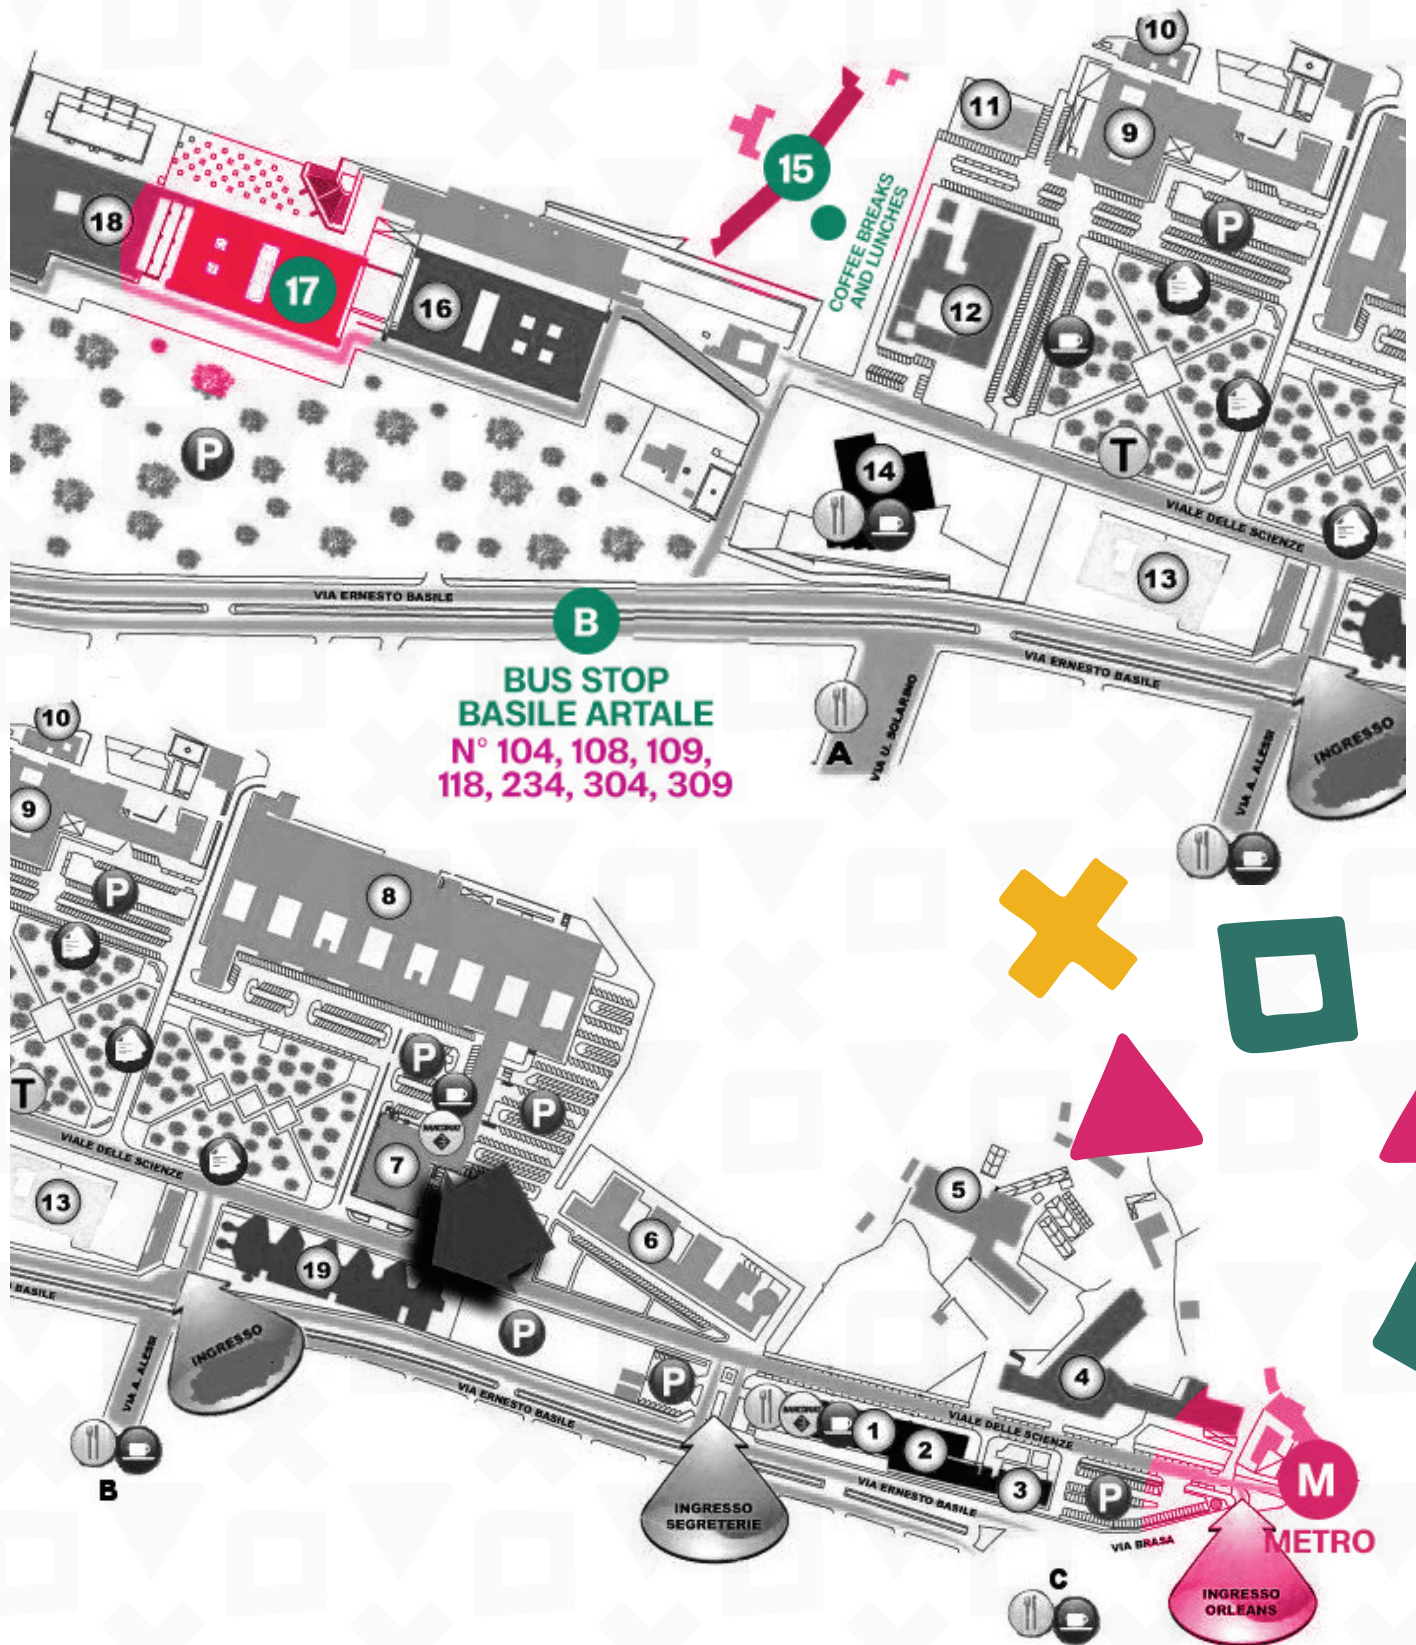 10
11
9
15
18
P
17
COFFEE BREAKS
AND LUNCHES
16
12
P
14
T
VIALE DELLE SCIENZE
13
VIA ERNESTO BASILE
B
VIA ERNESTO BASILE
BUS STOP
BASILE ARTALE
N° 104, 108, 109,
118, 234, 304, 309
A
VIA U. SOLARINO
INGRESSO
VIA A. ALESSI
10
9
P
8
P
P
T
VIALE DELLE SCIENZE
7
5
13
6
19
BASILE
INGRESSO
P
VIA A. ALESSI
P
4
VIA ERNESTO BASILE
VIALE DELLE SCIENZE
1
2
3
B
VIA ERNESTO BASILE
P
M
METRO
INGRESSO
SEGRETERIE
VIA BRASA
C
INGRESSO
ORLEANS